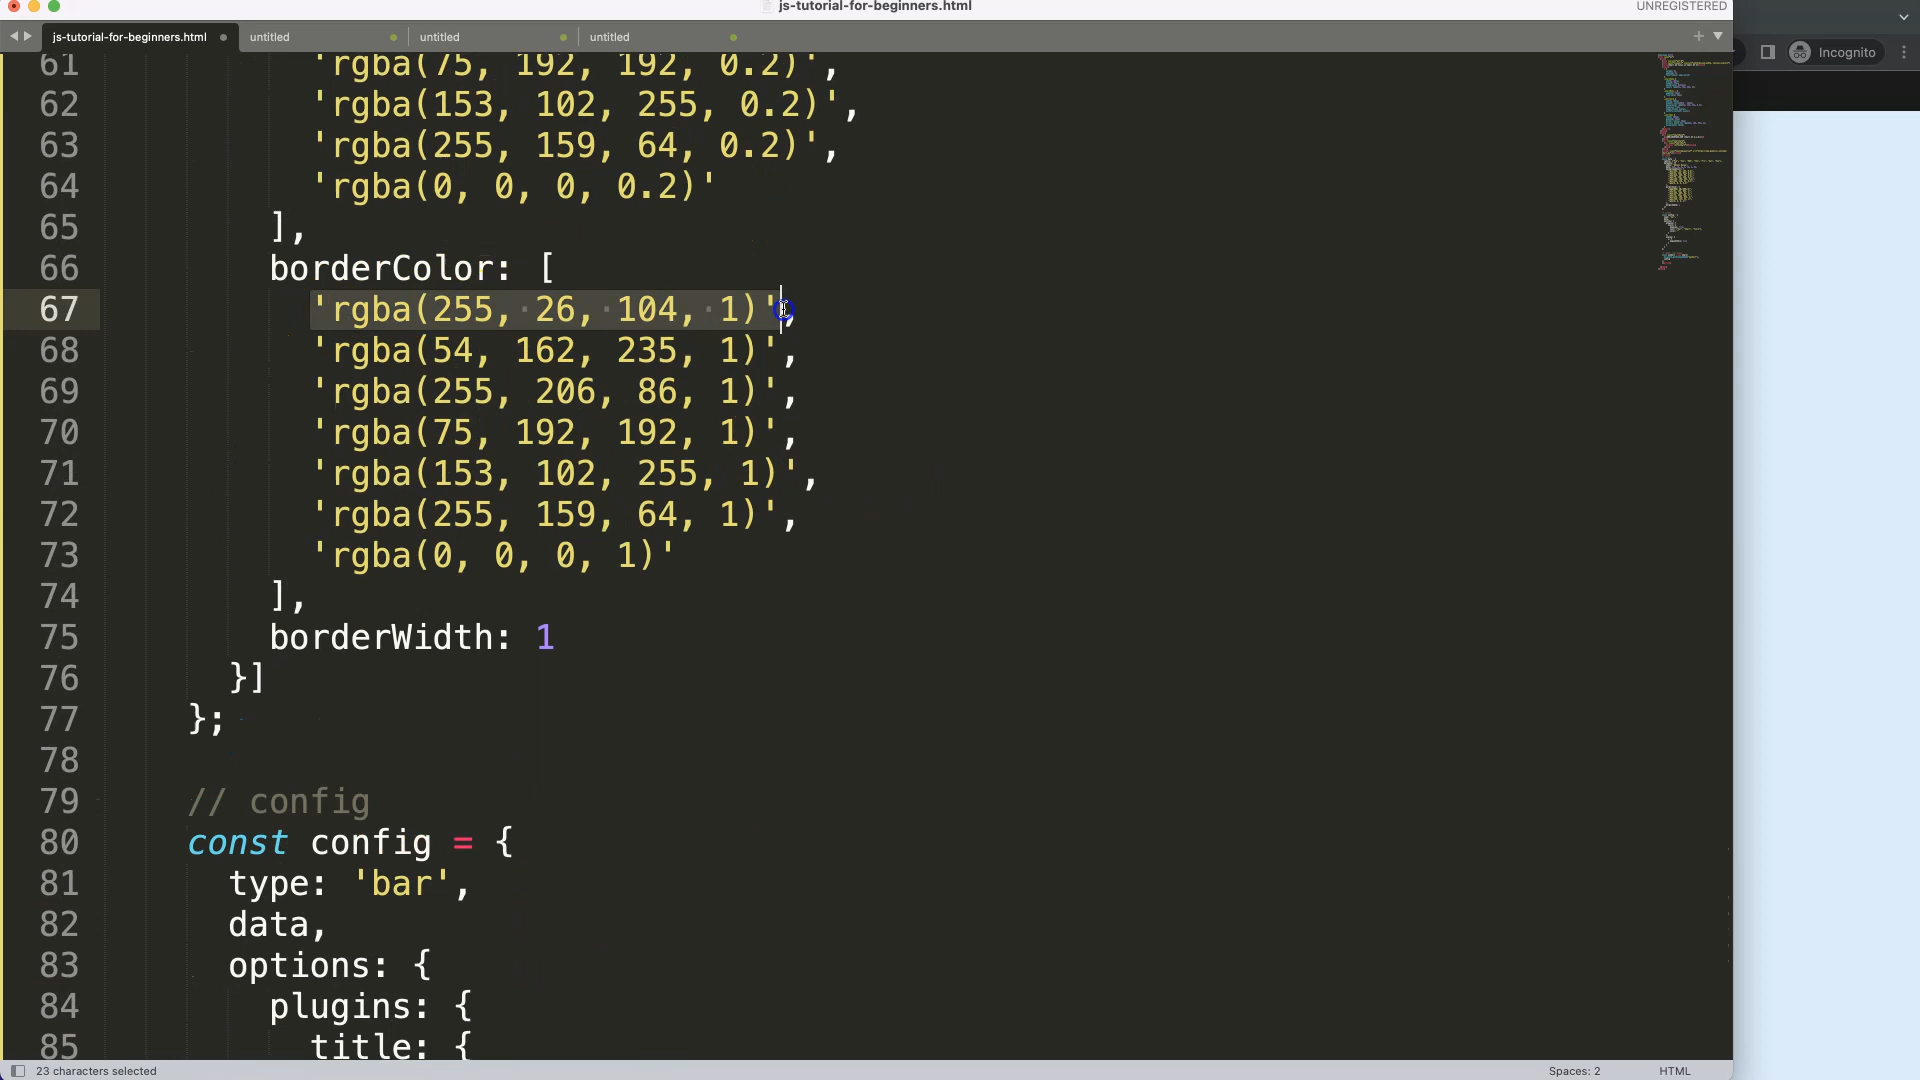 js-tutorial-for-beginners.html
UNREGISTERED
js-tutorial-for-beginners.html
untitled
untitled
untitled
Incognito
61 'rgba(75, 192, 192, 0.2)',
62 'rgba(153, 102, 255, 0.2)',
63 'rgba(255, 159, 64, 0.2)',
64 'rgba(0, 0, 0, 0.2)'
65 ],
66 borderColor: [
67 'rgba(255, 26, 104, 1)',
68 'rgba(54, 162, 235, 1)',
69 'rgba(255, 206, 86, 1)',
70 'rgba(75, 192, 192, 1)',
71 'rgba(153, 102, 255, 1)',
72 'rgba(255, 159, 64, 1)',
73 'rgba(0, 0, 0, 1)'
74 ],
75 borderWidth: 1
76 }]
77 };
78
79 // config
80 const config = {
81 type: 'bar',
82 data,
83 options: {
84 plugins: {
85 title: {
23 characters selected
Spaces: 2
HTML